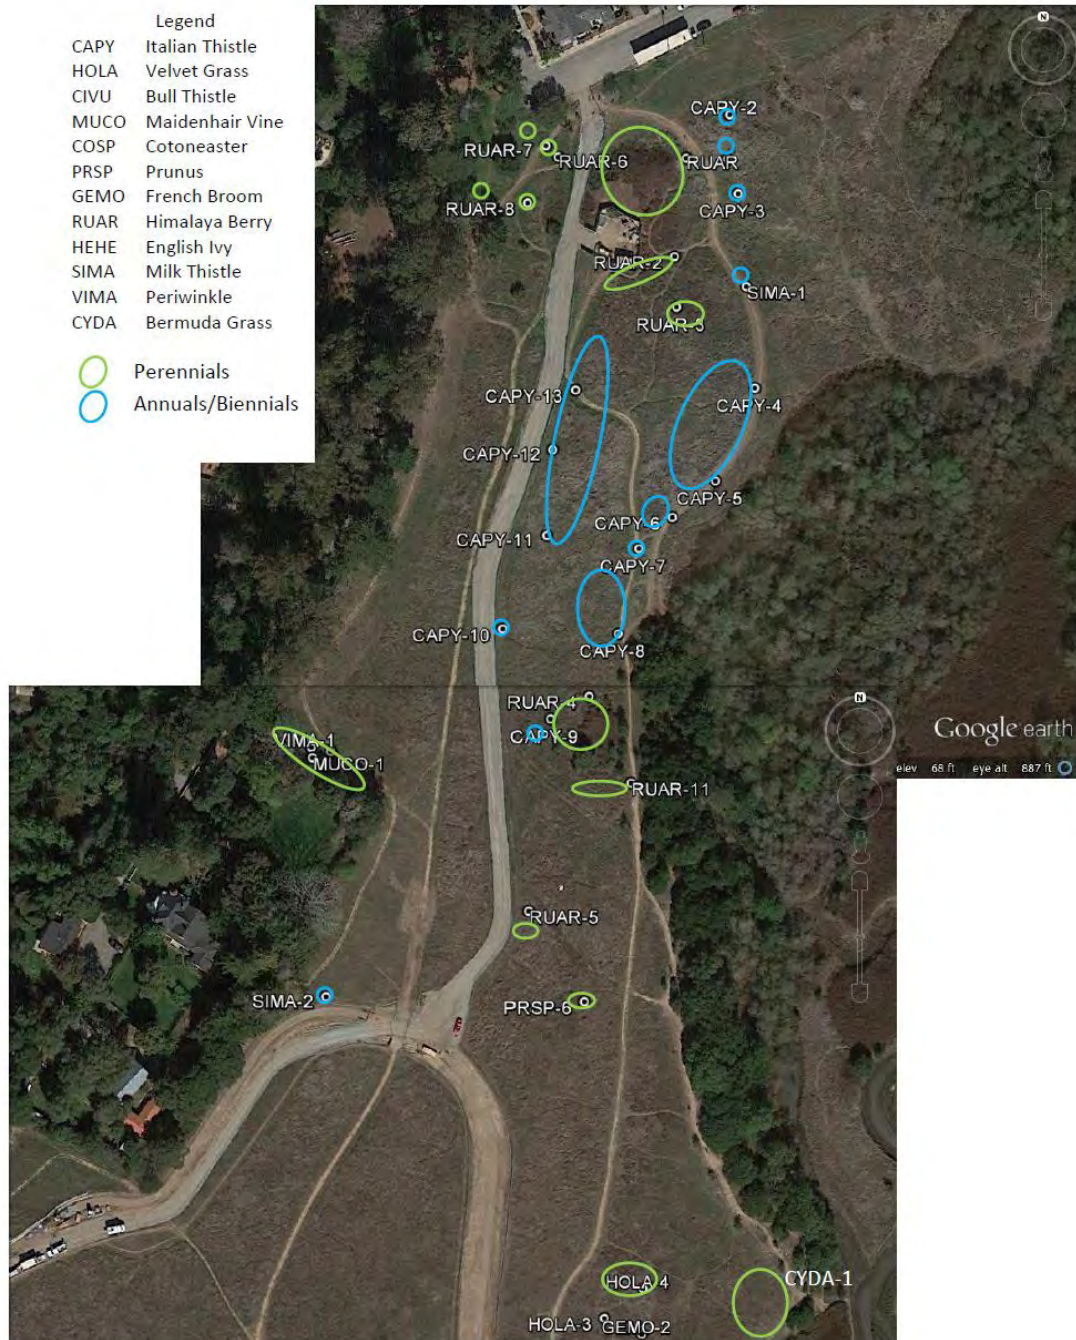 Legend
CAPY Italian Thistle
HOLA Velvet Grass
CIVU Bull Thistle
MUCO Maidenhair Vine
COSP Cotoneaster
PRSP Prunus
GEMO French Broom
RUAR Himalaya Berry
HEHE English Ivy
SIMA Milk Thistle
VIMA Periwinkle
CYDA Bermuda Grass
Perennials
Annuals/Biennials
N
CAPY-2
RUAR-7
RUAR-6
RUAR
RUAR-8
CAPY-3
RUAR-2
SIMA-1
RUAR-3
CAPY-13
CAPY-4
CAPY-12
CAPY-5
CAPY-6
CAPY-11
CAPY-7
CAPY-10
CAPY-8
RUAR-4
N
CAPY-9
Google earth
VIMA-1
MUCO-1
elev 68 ft eye alt 887 ft
RUAR-11
RUAR-5
SIMA-2
PRSP-6
HOLA-4
CYDA-1
HOLA-3
GEMO-2